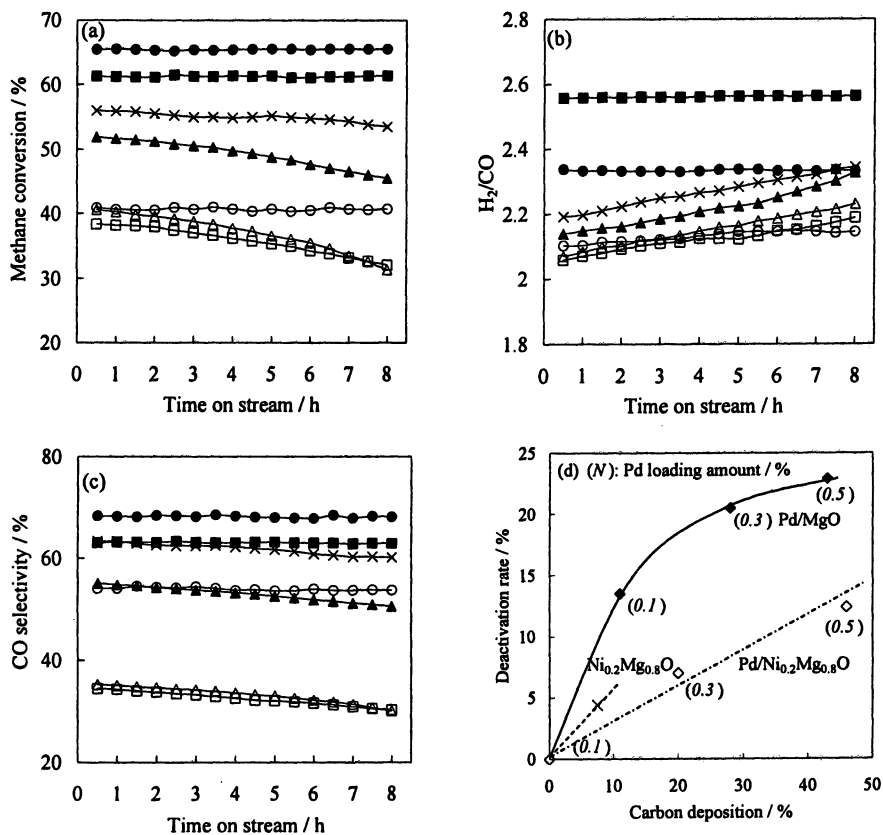 (a)
70
60
50
40
30
20
0 1 2 3 4 5 6 7 8
Methane conversion / %
Time on stream / h
(b)
2.8
2.6
2.4
2.2
2
1.8
0 1 2 3 4 5 6 7 8
H₂/CO
Time on stream / h
(c)
80
60
40
20
0 1 2 3 4 5 6 7 8
CO selectivity / %
Time on stream / h
(d) (N): Pd loading amount / %
25
20
15
10
5
0
0 10 20 30 40 50
Deactivation rate / %
(0.5)
(0.3) Pd/MgO
(0.1)
(0.5)
Ni₀.₂Mg₀.₈O
Pd/Ni₀.₂Mg₀.₈O
(0.3)
(0.1)
Carbon deposition / %